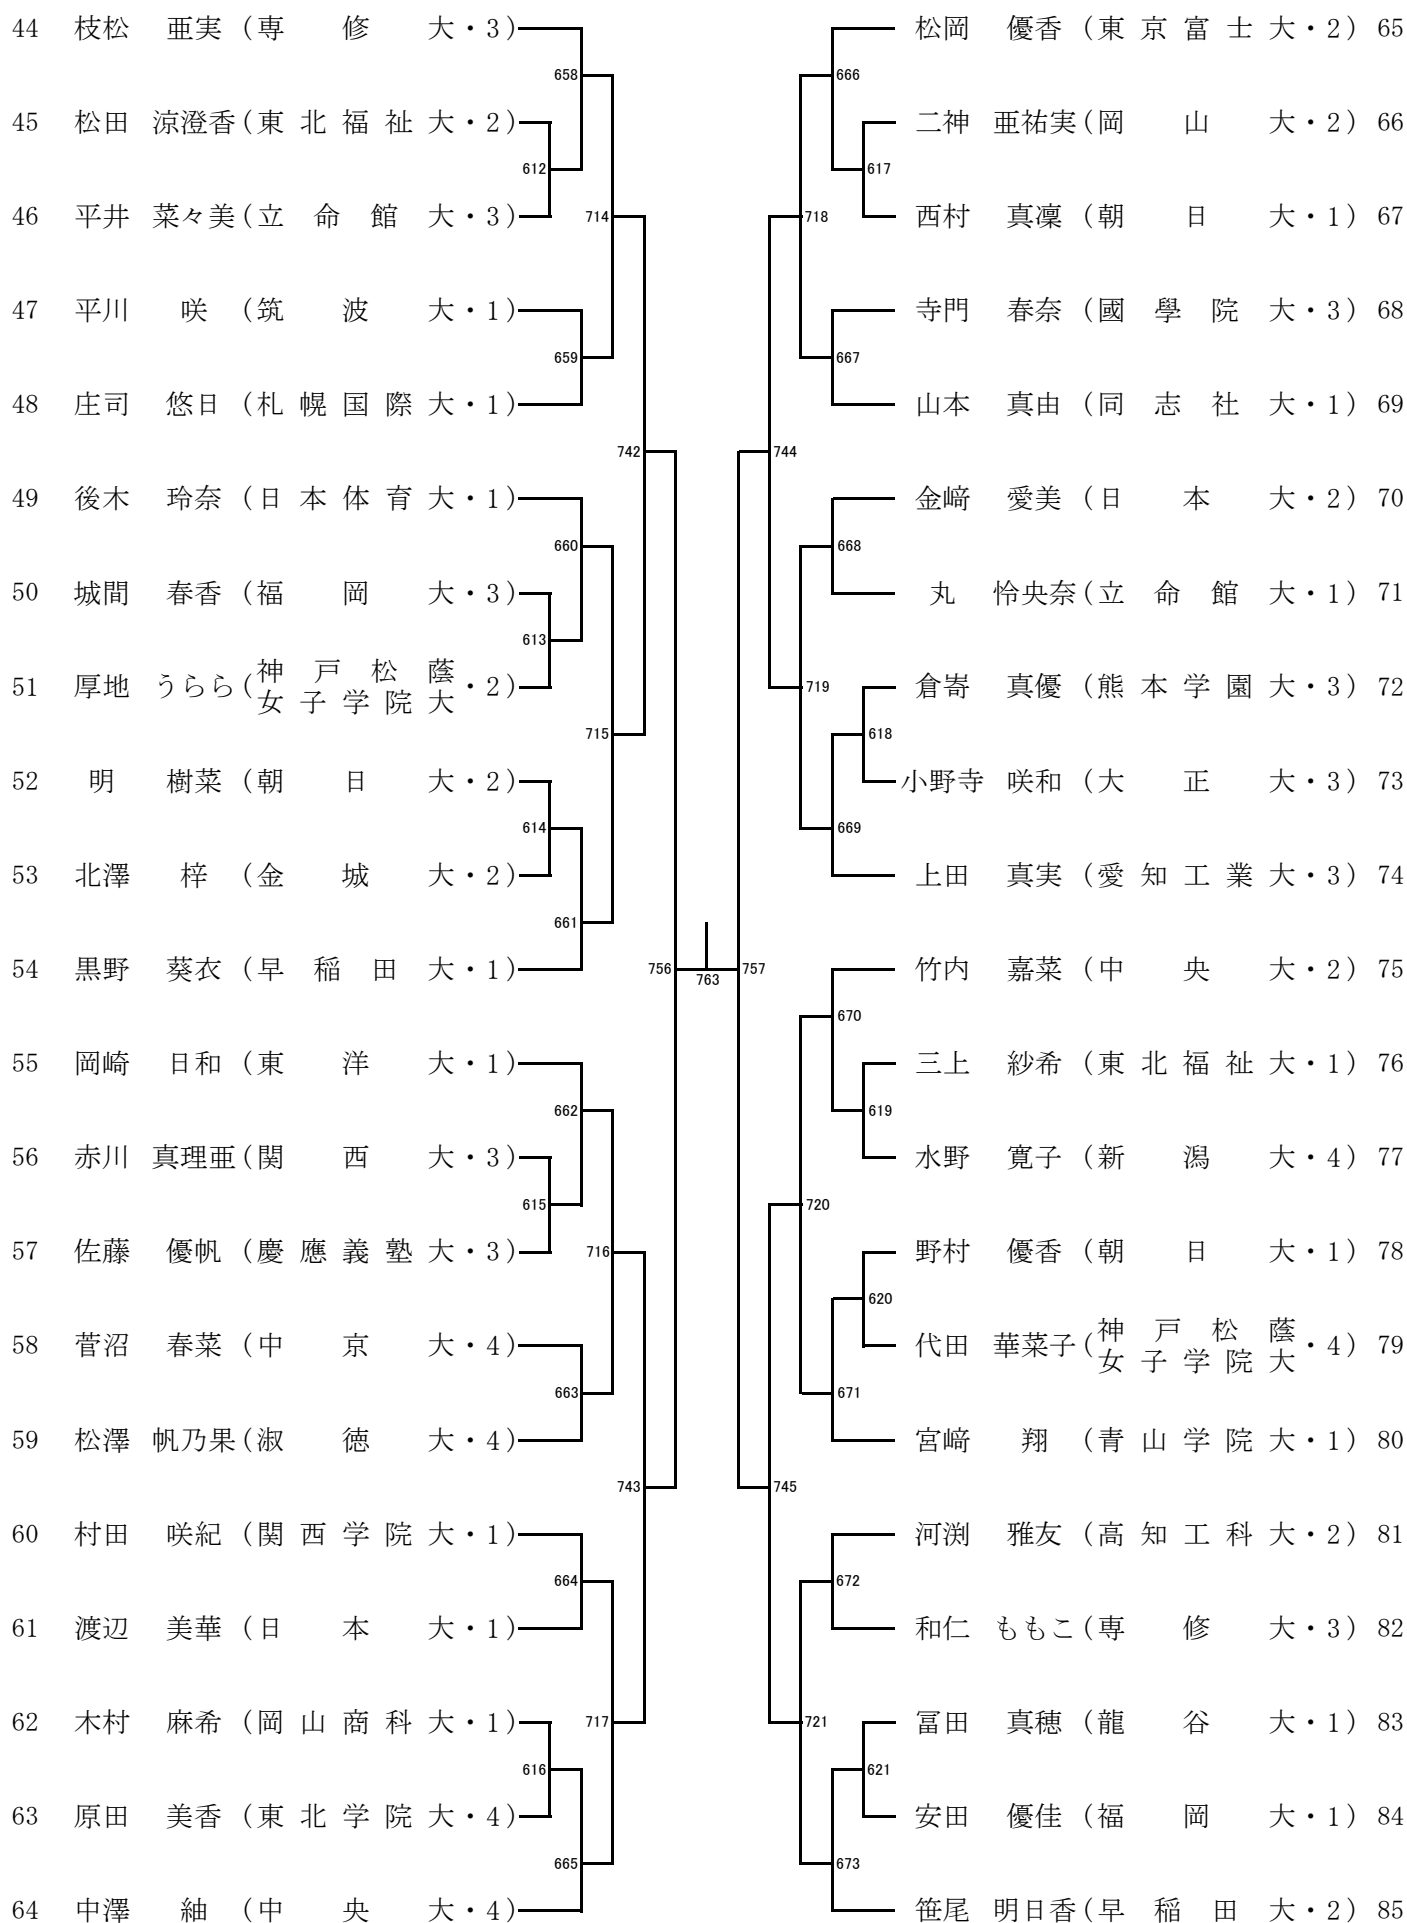 44 枝松 亜実 (専修大・3)
658
45 松田 涼澄香 (東北福祉大・2)
612
46 平井 菜々美 (立命館大・3)
714
47 平川 咲 (筑波大・1)
659
48 庄司 悠日 (札幌国際大・1)
742
49 後木 玲奈 (日本体育大・1)
660
50 城間 春香 (福岡大・3)
613
51 厚地 うらら (神戸松蔭女子学院大・2)
715
52 明 樹菜 (朝日大・2)
614
53 北澤 梓 (金城大・2)
661
54 黒野 葵衣 (早稲田大・1)
756
763
55 岡崎 日和 (東洋大・1)
662
56 赤川 真理亜 (関西大・3)
615
57 佐藤 優帆 (慶應義塾大・3)
716
58 菅沼 春菜 (中京大・4)
663
59 松澤 帆乃果 (淑徳大・4)
743
60 村田 咲紀 (関西学院大・1)
664
61 渡辺 美華 (日本大・1)
62 木村 麻希 (岡山商科大・1)
717
616
63 原田 美香 (東北学院大・4)
665
64 中澤 紬 (中央大・4)
松岡 優香 (東京富士大・2) 65
666
二神 亜祐実 (岡山大・2) 66
617
西村 真凜 (朝日大・1) 67
718
寺門 春奈 (國學院大・3) 68
667
山本 真由 (同志社大・1) 69
744
金﨑 愛美 (日本大・2) 70
668
丸 怜央奈 (立命館大・1) 71
倉嵜 真優 (熊本学園大・3) 72
719
618
小野寺 咲和 (大正大・3) 73
669
上田 真実 (愛知工業大・3) 74
757
竹内 嘉菜 (中央大・2) 75
670
三上 紗希 (東北福祉大・1) 76
619
水野 寛子 (新潟大・4) 77
720
野村 優香 (朝日大・1) 78
620
代田 華菜子 (神戸松蔭女子学院大・4) 79
671
宮﨑 翔 (青山学院大・1) 80
745
河渕 雅友 (高知工科大・2) 81
672
和仁 ももこ (専修大・3) 82
冨田 真穂 (龍谷大・1) 83
721
621
安田 優佳 (福岡大・1) 84
673
笹尾 明日香 (早稲田大・2) 85